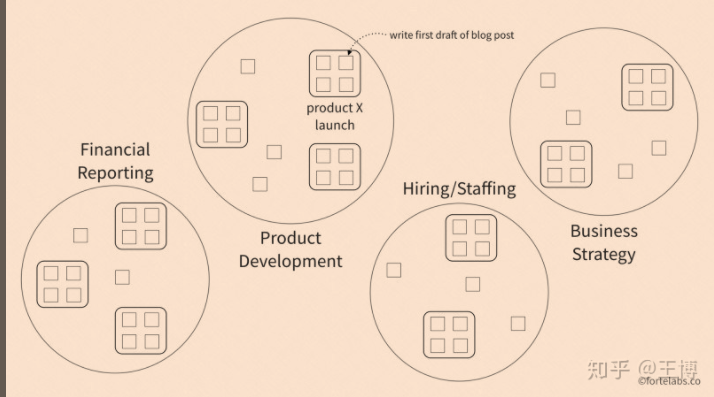 write first draft of blog post
product X
launch
Financial
Reporting
Product
Development
Hiring/Staffing
Business
Strategy
知乎 @王博
©fortelabs.co